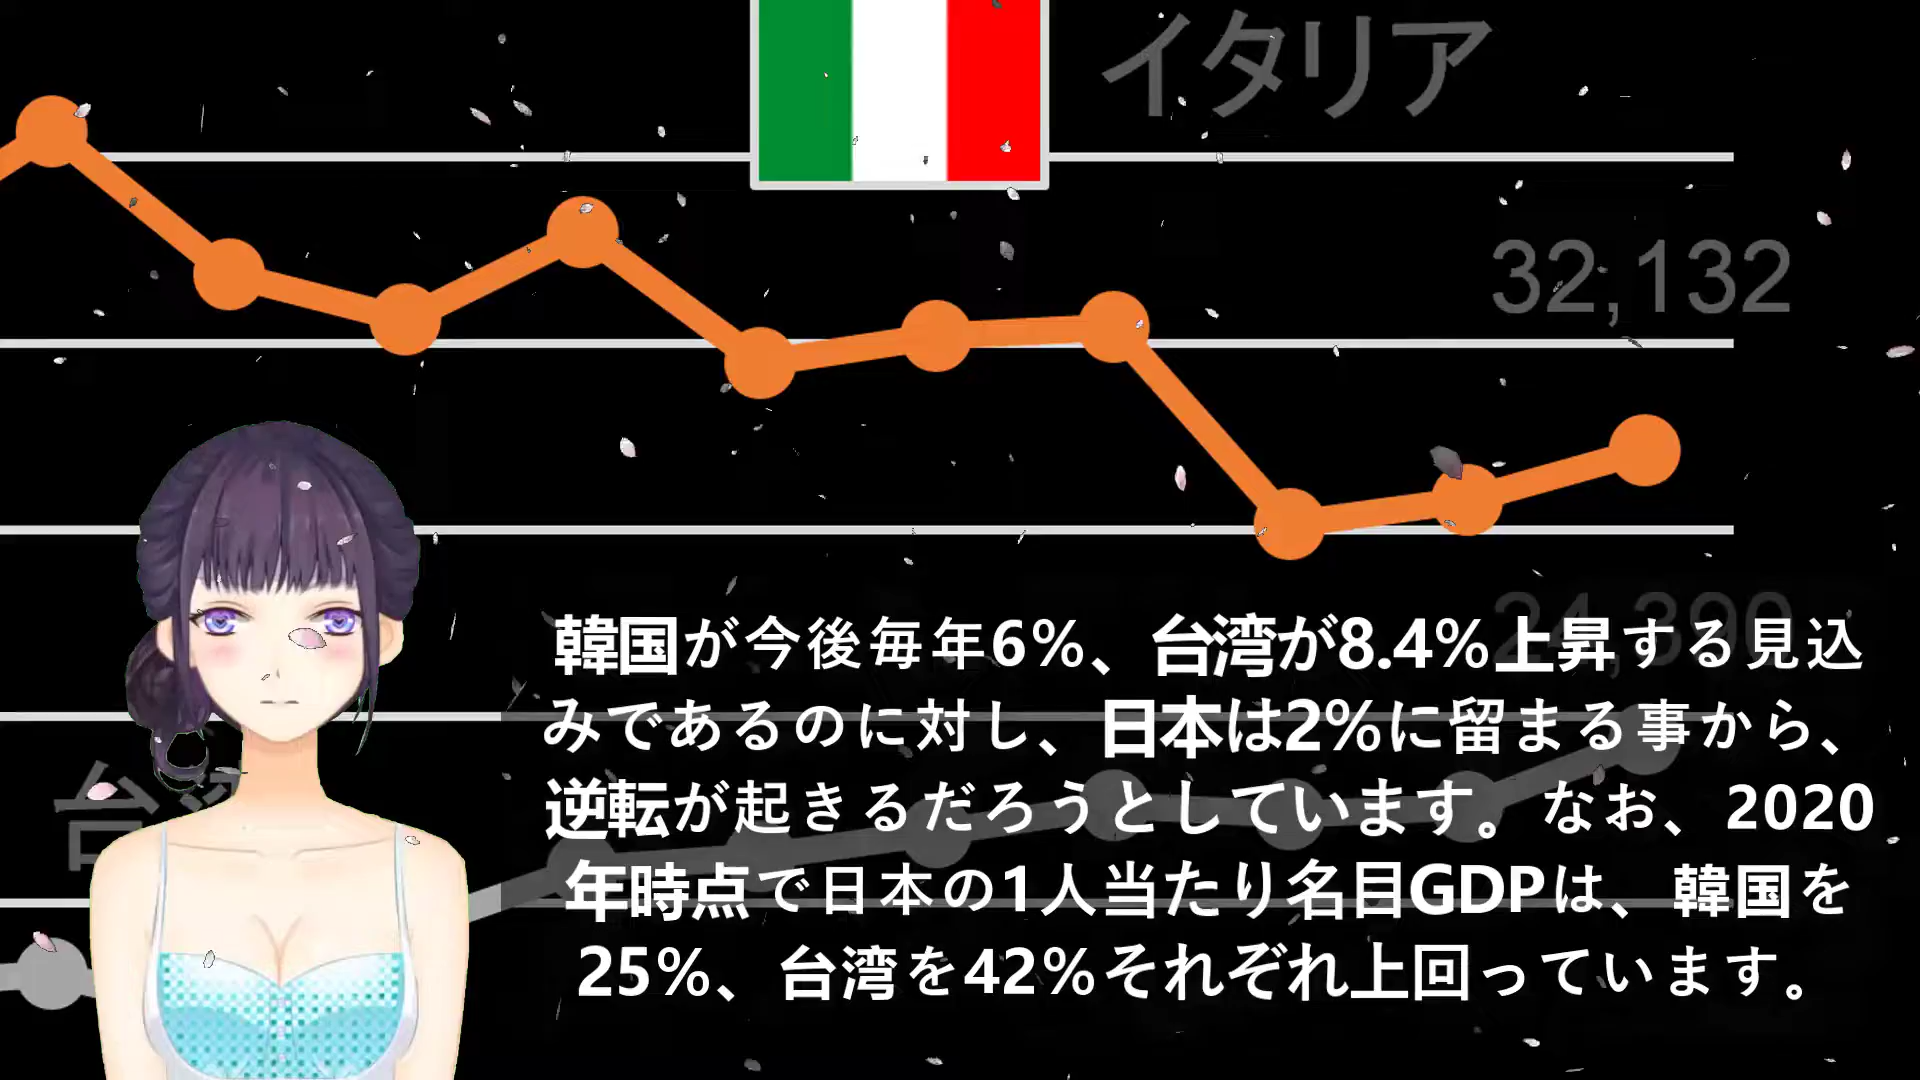 イタリア
32,132
24,390
韓国が今後毎年6%、台湾が8.4%上昇する見込
みであるのに対し、日本は2%に留まる事から、
逆転が起きるだろうとしています。なお、2020
台湾
年時点で日本の1人当たり名目GDPは、韓国を
25%、台湾を42%それぞれ上回っています。